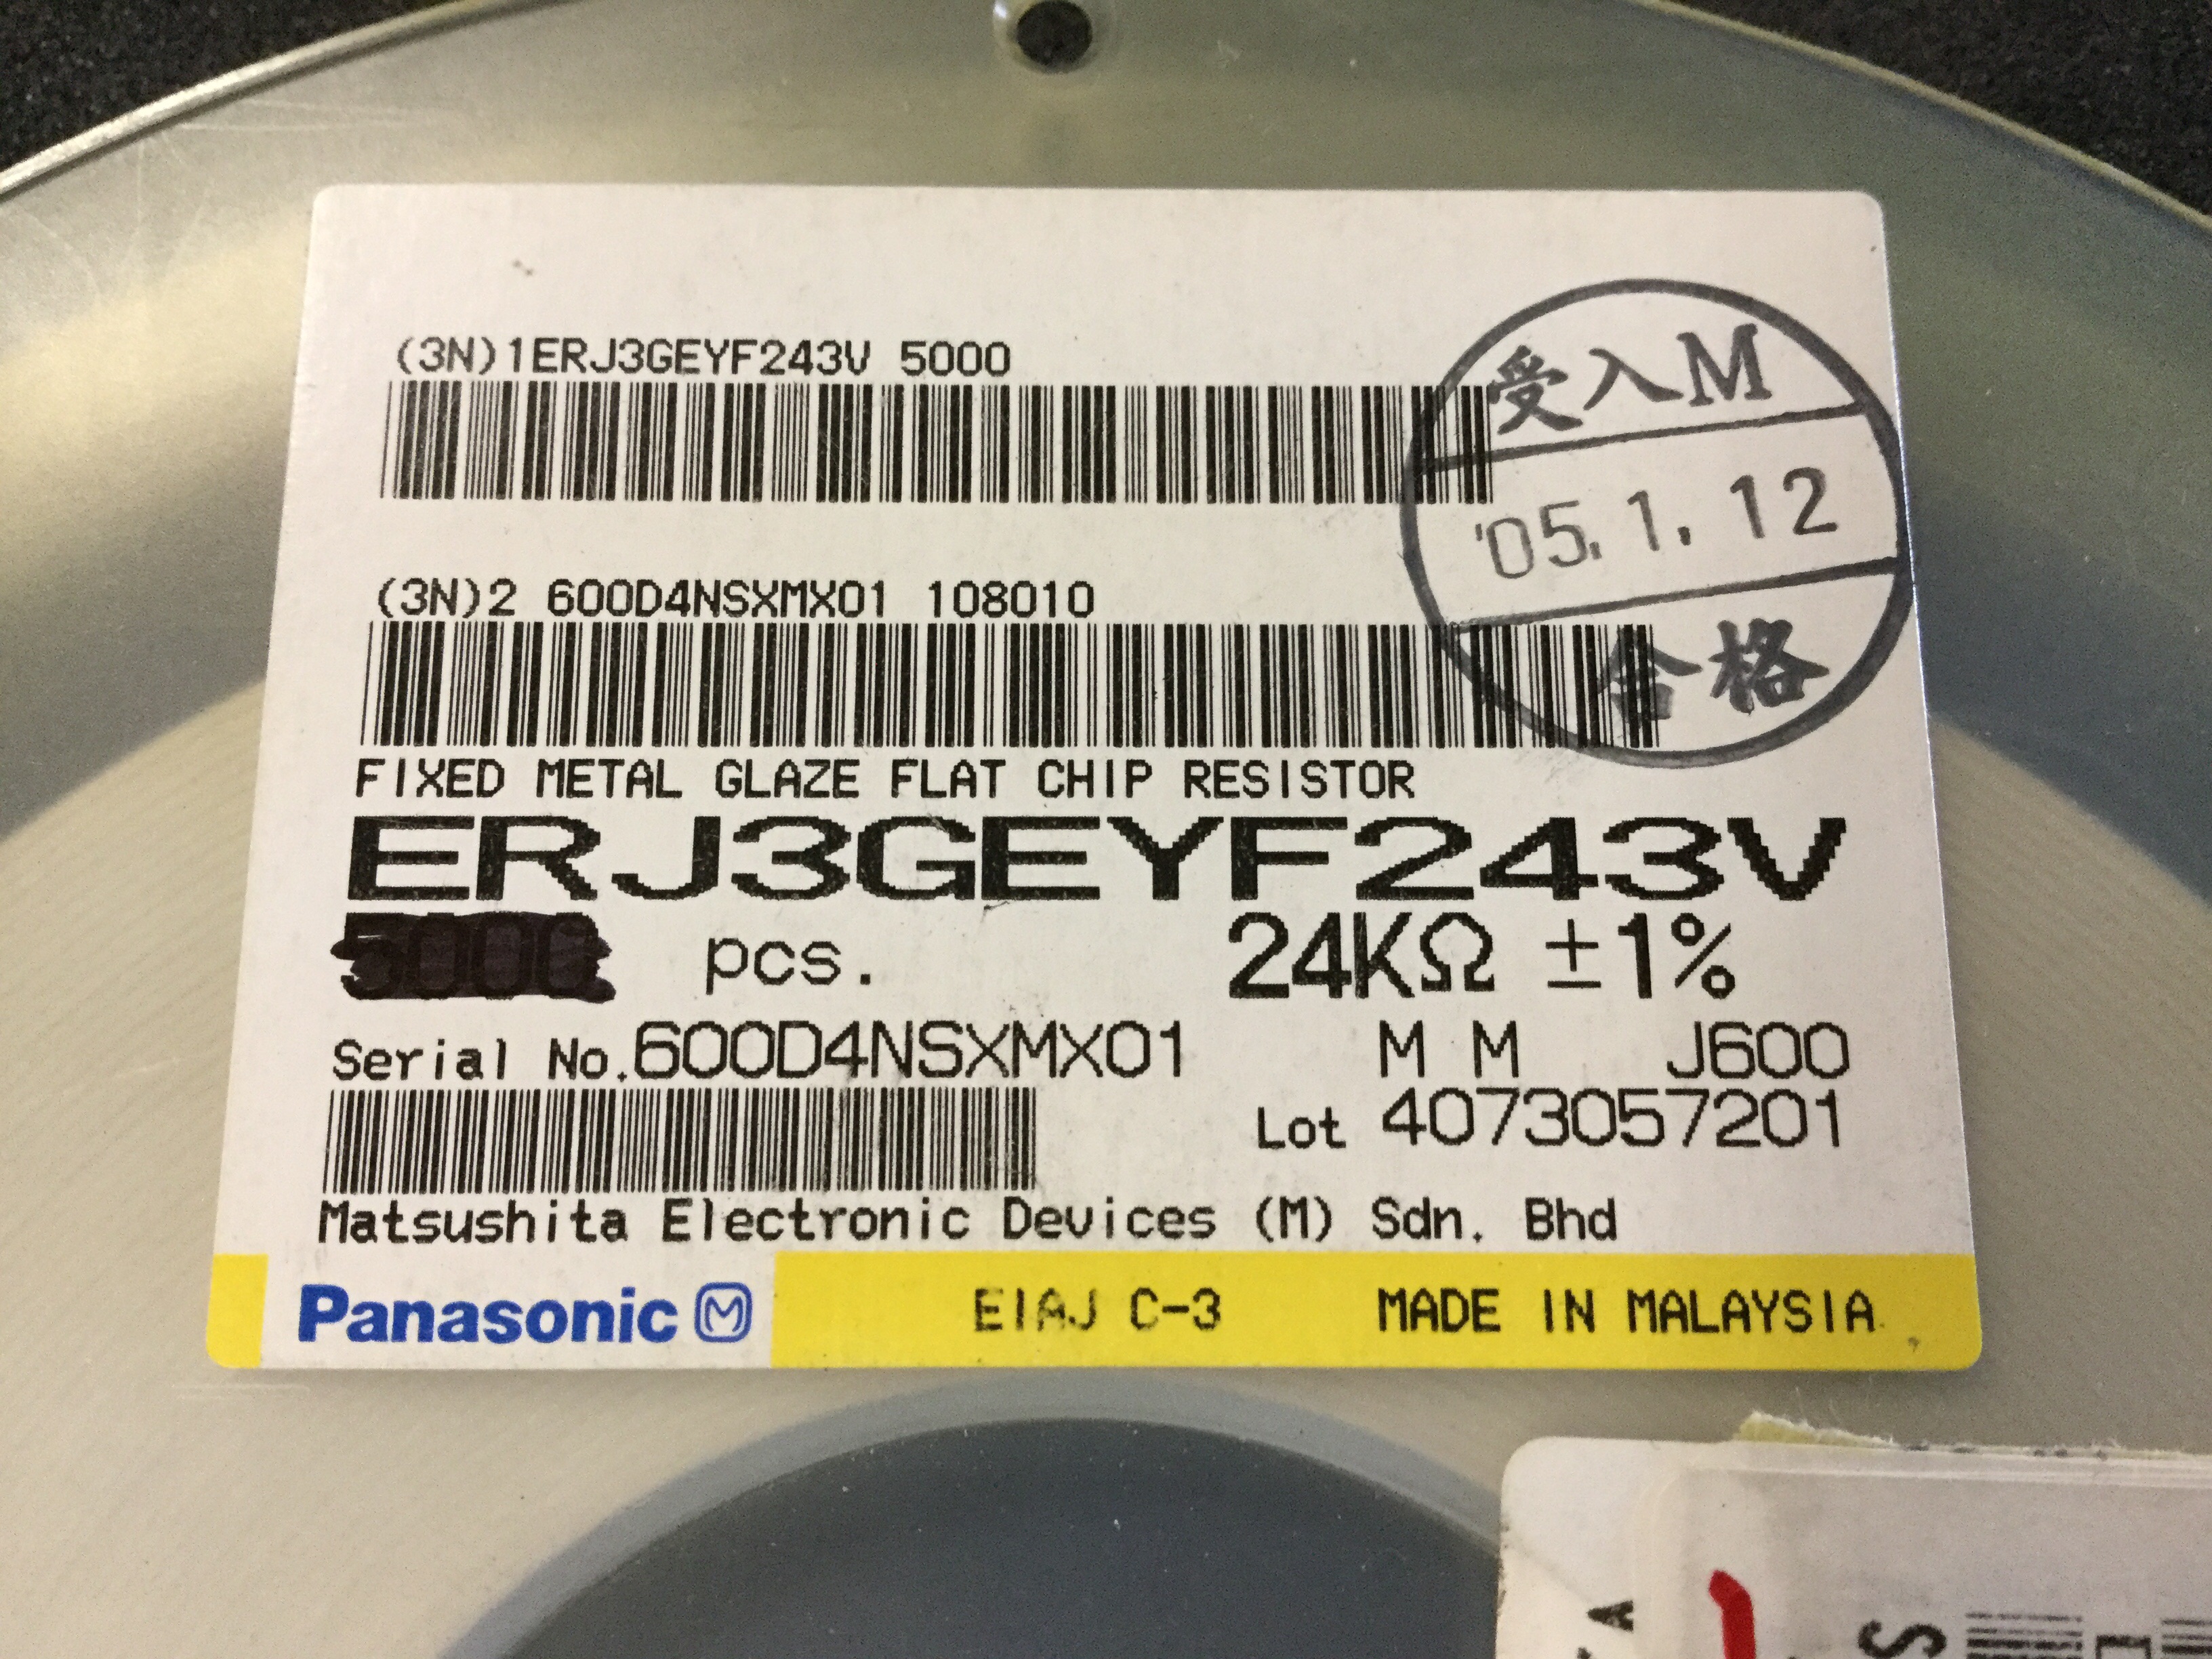 (3N)1ERJ3GEYF243V 5000
受入M
'05.1.12
合格
(3N)2 600D4NSXMX01 108010
FIXED METAL GLAZE FLAT CHIP RESISTOR
ERJ3GEYF243V
5000 pcs. 24KΩ ±1%
Serial No.600D4NSXMX01 M M J600
Lot 4073057201
Matsushita Electronic Devices (M) Sdn. Bhd
Panasonic M EIAJ C-3 MADE IN MALAYSIA